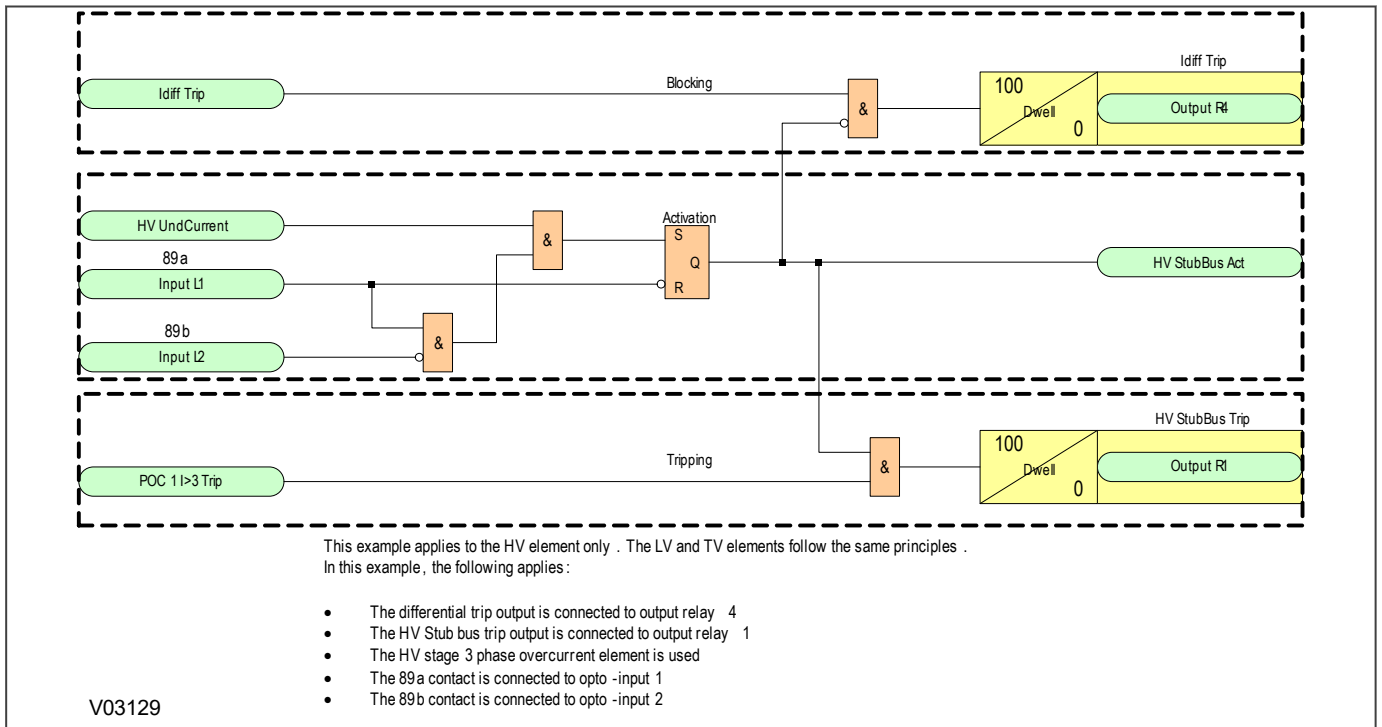 Idiff Trip
Idiff Trip
Blocking
&
100
Dwell
0
Output R4
HV UndCurrent
&
Activation
S
Q
R
HV StubBus Act
89a
Input L1
89b
Input L2
&
HV StubBus Trip
POC 1 I>3 Trip
Tripping
&
100
Dwell
0
Output R1
This example applies to the HV element only . The LV and TV elements follow the same principles .
In this example, the following applies:
• The differential trip output is connected to output relay 4
• The HV Stub bus trip output is connected to output relay 1
• The HV stage 3 phase overcurrent element is used
• The 89a contact is connected to opto -input 1
• The 89b contact is connected to opto -input 2
V03129